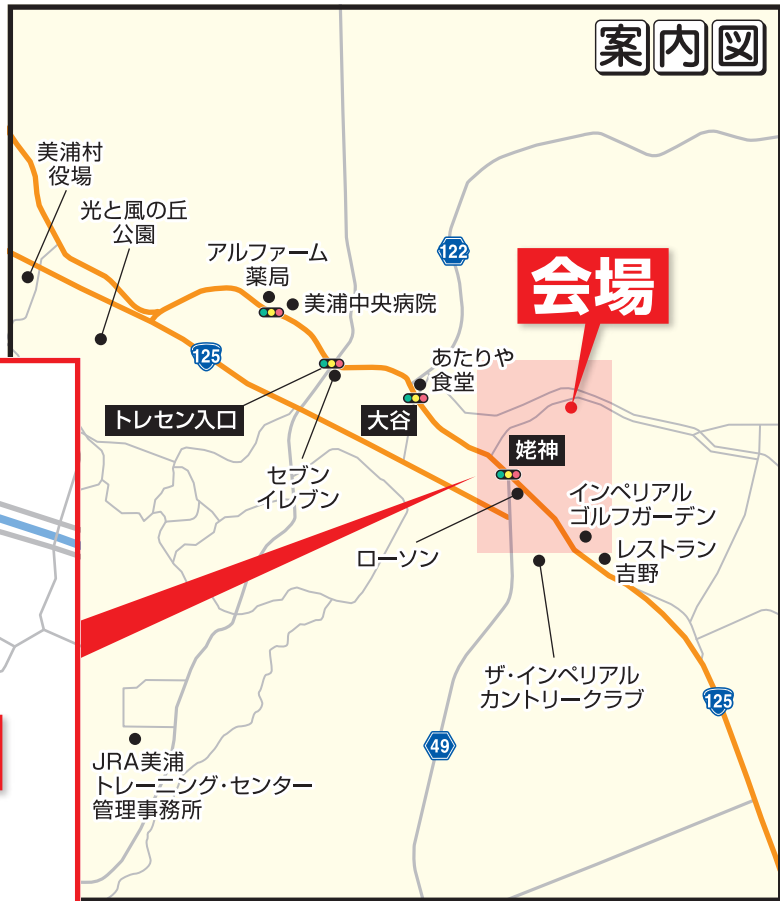 案内図
美浦村
役場
光と風の丘
公園
アルファーム
薬局
美浦中央病院
122
会場
125
あたりや
食堂
トレセン入口
大谷
姥神
セブン
イレブン
インペリアル
ゴルフガーデン
ローソン
レストラン
吉野
ザ・インペリアル
カントリークラブ
125
49
JRA美浦
トレーニング・センター
管理事務所